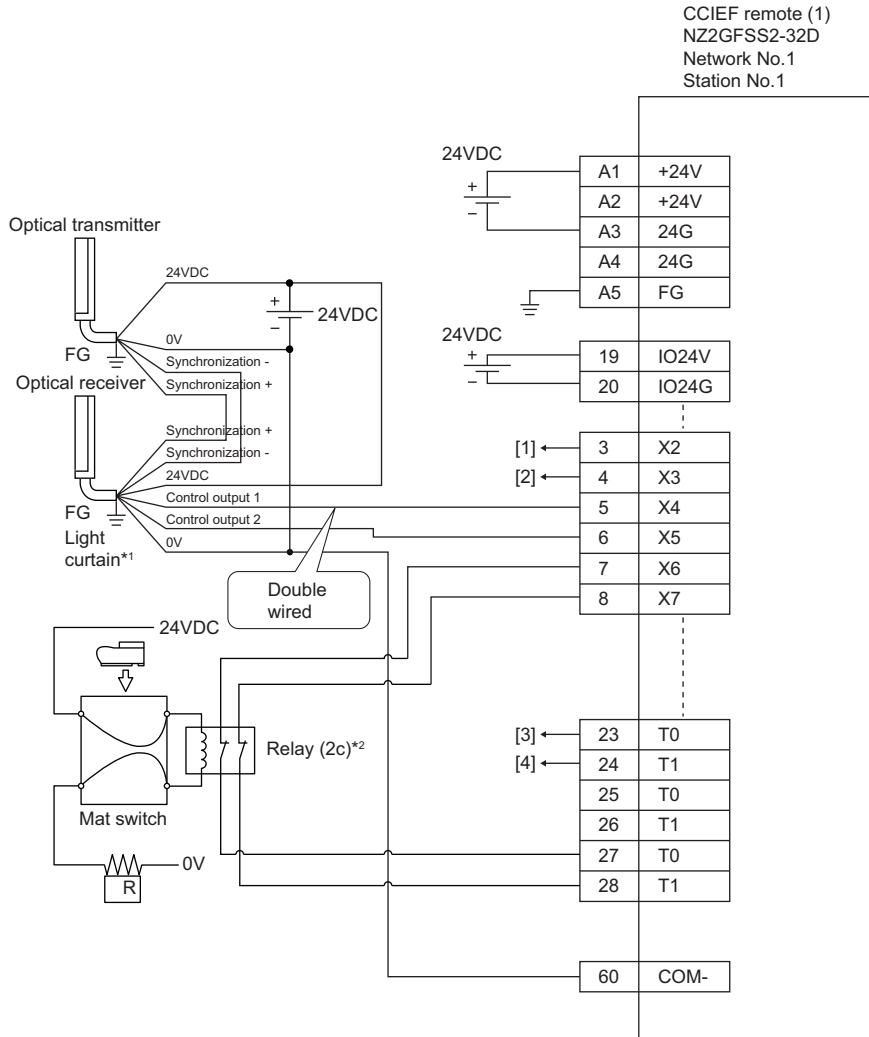 CCIEF remote (1)
NZ2GFSS2-32D
Network No.1
Station No.1
24VDC
+
−
A1 +24V
A2 +24V
A3 24G
A4 24G
A5 FG
Optical transmitter
24VDC
+
−
24VDC
0V
FG
Synchronization -
Synchronization +
Optical receiver
Synchronization +
Synchronization -
24VDC
Control output 1
Control output 2
0V
FG
Light
curtain*1
Double
wired
24VDC
+
−
19 IO24V
20 IO24G
[1] 3 X2
[2] 4 X3
5 X4
6 X5
7 X6
8 X7
24VDC
Relay (2c)*2
Mat switch
R
0V
[3] 23 T0
[4] 24 T1
25 T0
26 T1
27 T0
28 T1
60 COM-